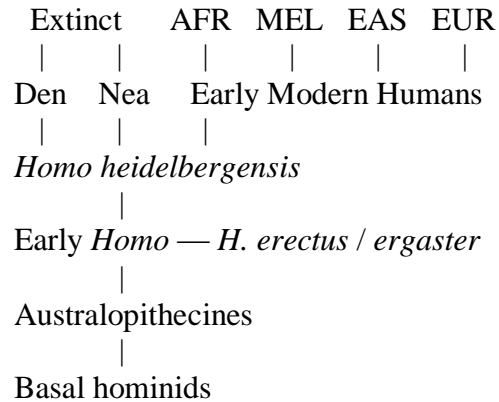 Extinct AFR MEL EAS EUR
Den Nea Early Modern Humans
Homo heidelbergensis
Early Homo — H. erectus / ergaster
Australopithecines
Basal hominids